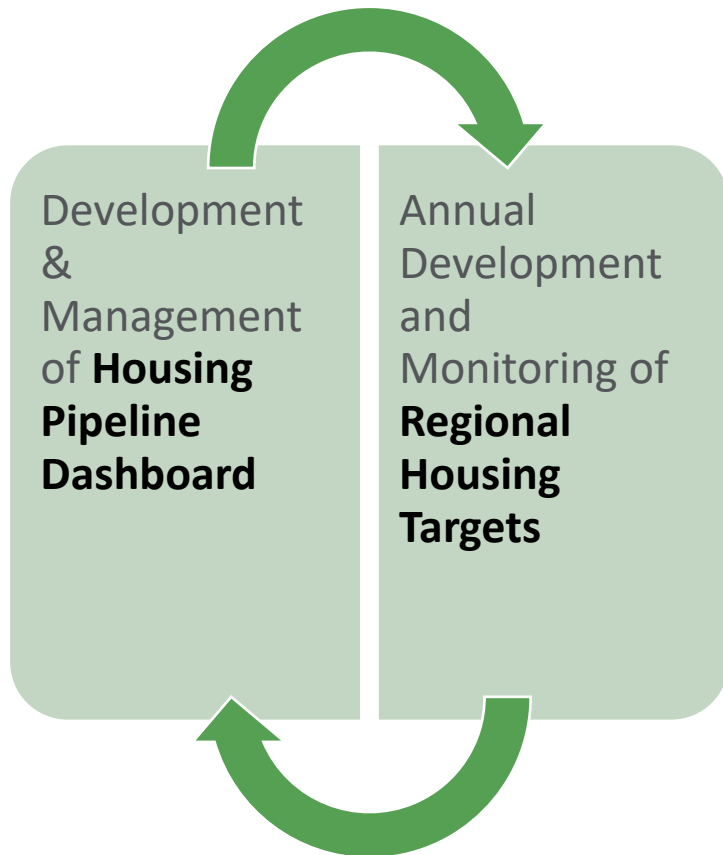 Development
&
Management
of Housing
Pipeline
Dashboard
Annual
Development
and
Monitoring of
Regional
Housing
Targets